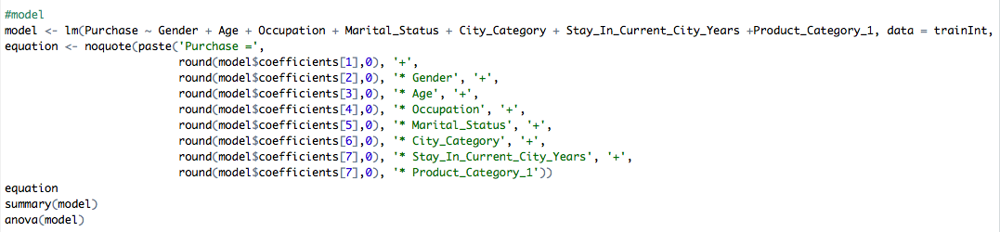 #model
model <- lm(Purchase ~ Gender + Age + Occupation + Marital_Status + City_Category + Stay_In_Current_City_Years +Product_Category_1, data = trainInt,
equation <- noquote(paste('Purchase =',
round(model$coefficients[1],0), '+',
round(model$coefficients[2],0), '* Gender', '+',
round(model$coefficients[3],0), '* Age', '+',
round(model$coefficients[4],0), '* Occupation', '+',
round(model$coefficients[5],0), '* Marital_Status', '+',
round(model$coefficients[6],0), '* City_Category', '+',
round(model$coefficients[7],0), '* Stay_In_Current_City_Years', '+',
round(model$coefficients[7],0), '* Product_Category_1'))
equation
summary(model)
anova(model)